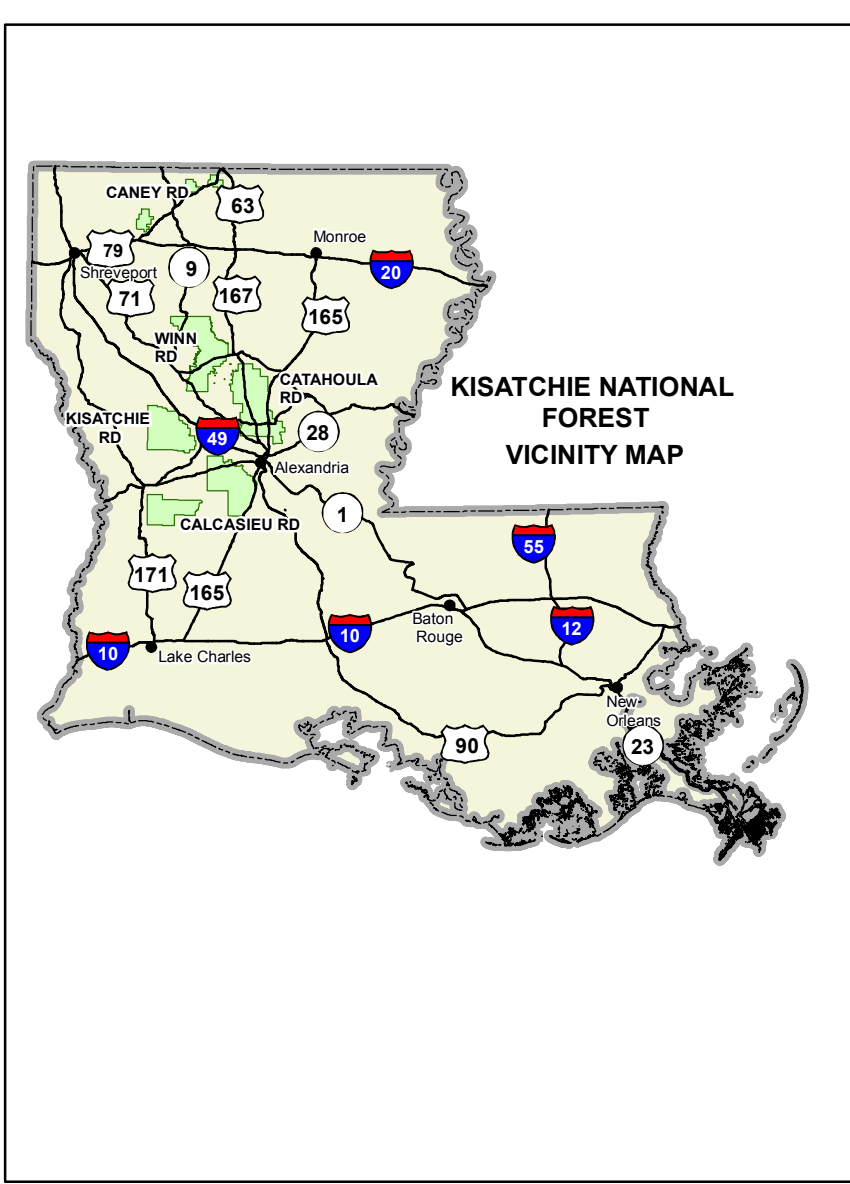 CANEY RD
63
Monroe
79
9
20
Shreveport
71
167
165
WINN
RD
CATAHOULA
RD
KISATCHIE NATIONAL
FOREST
VICINITY MAP
KISATCHIE
RD
49
28
Alexandria
1
CALCASIEU RD
55
171
165
Baton
Rouge
12
10
10
Lake Charles
New
Orleans
90
23